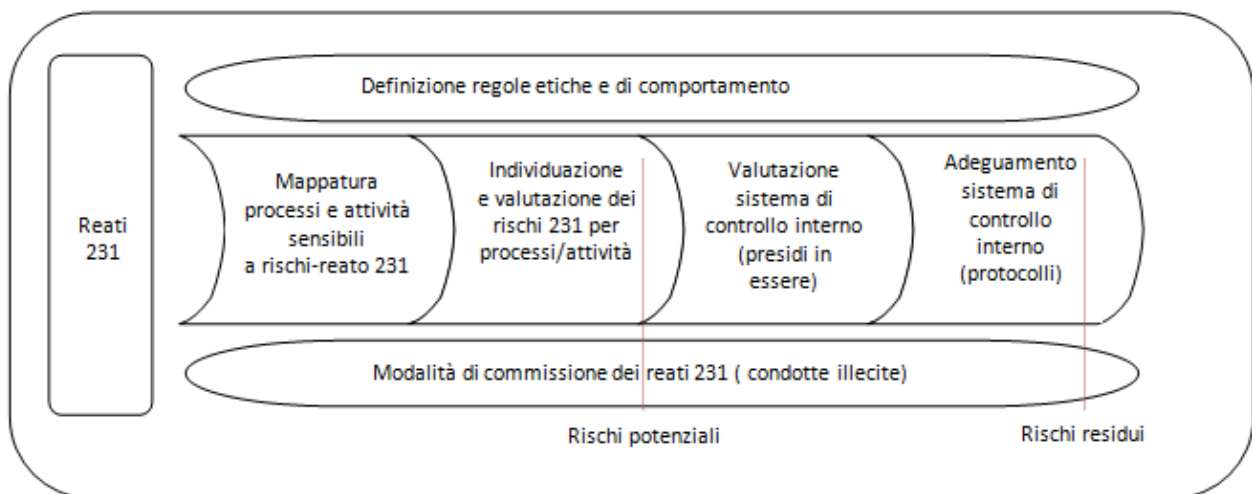 Definizione regole etiche e di comportamento
Reati
231
Mappatura
processi e attività
sensibili
a rischi-reato 231
Individuazione
e valutazione dei
rischi 231 per
processi/attività
Valutazione
sistema di
controllo interno
(presidi in
essere)
Adeguamento
sistema di
controllo
interno
(protocolli)
Modalità di commissione dei reati 231 ( condotte illecite)
Rischi potenziali
Rischi residui